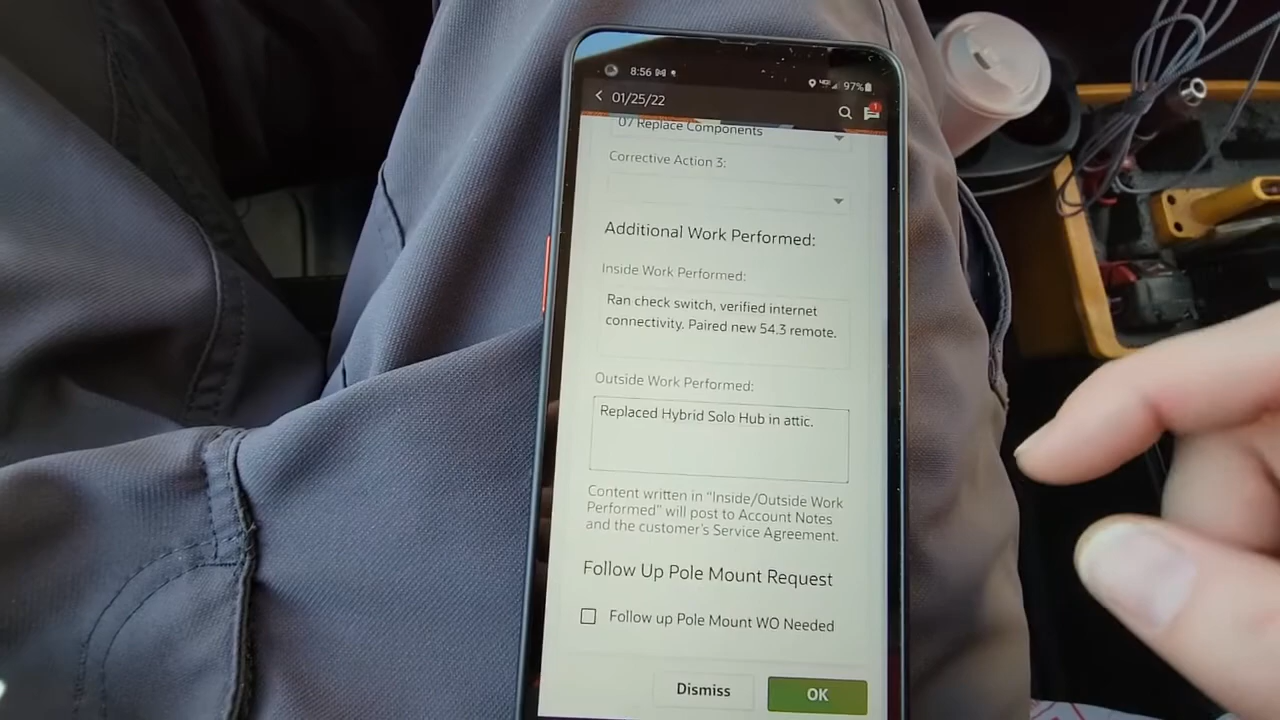 8:56
97%
01/25/22
1
07 Replace Components
Corrective Action 3:
Additional Work Performed:
Inside Work Performed:
Ran check switch, verified internet
connectivity. Paired new 54.3 remote.
Outside Work Performed:
Replaced Hybrid Solo Hub in attic.
Content written in “Inside/Outside Work
Performed” will post to Account Notes
and the customer's Service Agreement.
Follow Up Pole Mount Request
Follow up Pole Mount WO Needed
Dismiss
OK